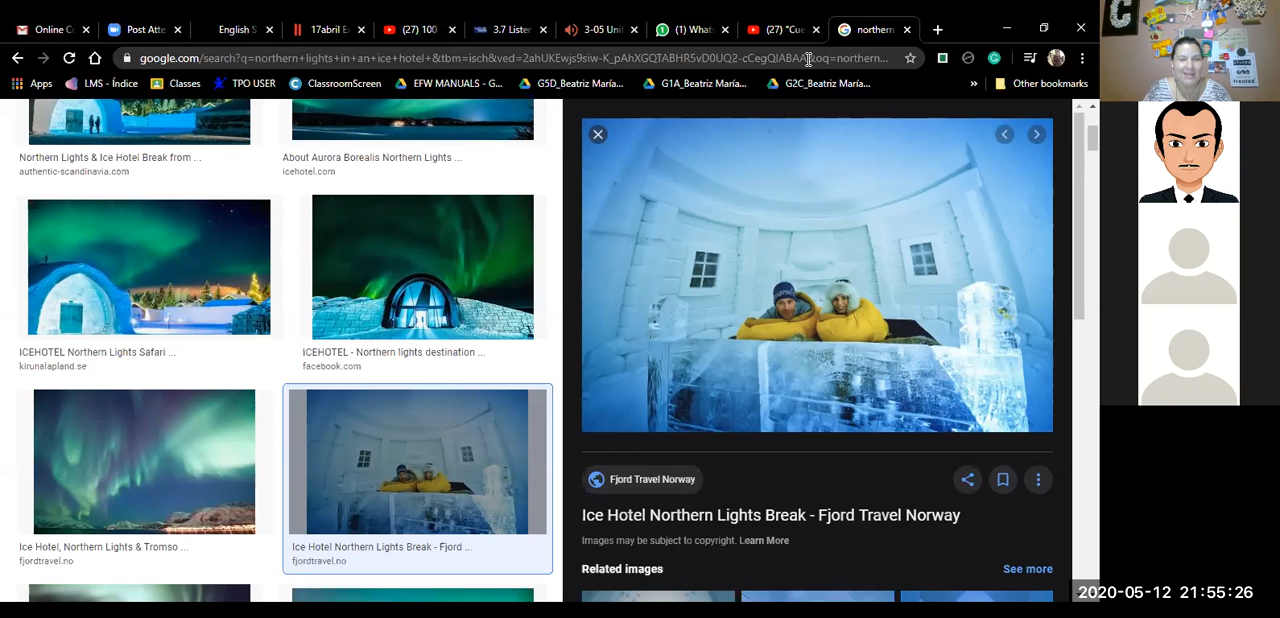 Online C
Post Atte
English S
17abril E
(27) 100
3.7 Lister
3-05 Unit
(1) Whats
(27) "Cue
northern
google.com/search?q=northern+lights+in+an+ice+hotel+&tbm=isch&ved=2ahUKEwjs9siw-K_pAhXGQTABHR5vD0UQ2-cCegQIABAA&oq=northern...
Apps
LMS - Índice
Classes
TPO USER
ClassroomScreen
EFW MANUALS - G...
G5D_Beatriz María...
G1A_Beatriz María...
G2C_Beatriz María...
Other bookmarks
Northern Lights & Ice Hotel Break from ...
authentic-scandinavia.com
About Aurora Borealis Northern Lights ...
icehotel.com
ICEHOTEL Northern Lights Safari ...
kirunalapland.se
ICEHOTEL - Northern lights destination ...
facebook.com
Ice Hotel, Northern Lights & Tromso ...
fjordtravel.no
Ice Hotel Northern Lights Break - Fjord ...
fjordtravel.no
Fjord Travel Norway
Ice Hotel Northern Lights Break - Fjord Travel Norway
Images may be subject to copyright. Learn More
Related images
See more
2020-05-12 21:55:26